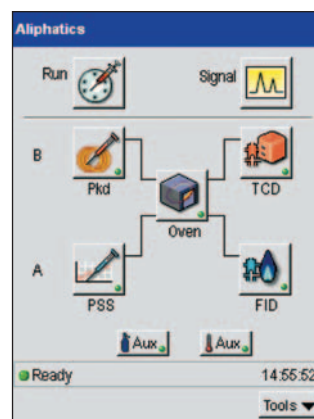 Aliphatics
Run Signal
B
Pkd TCD
Oven
A
PSS FID
Aux Aux
Ready 14:55:52
Tools